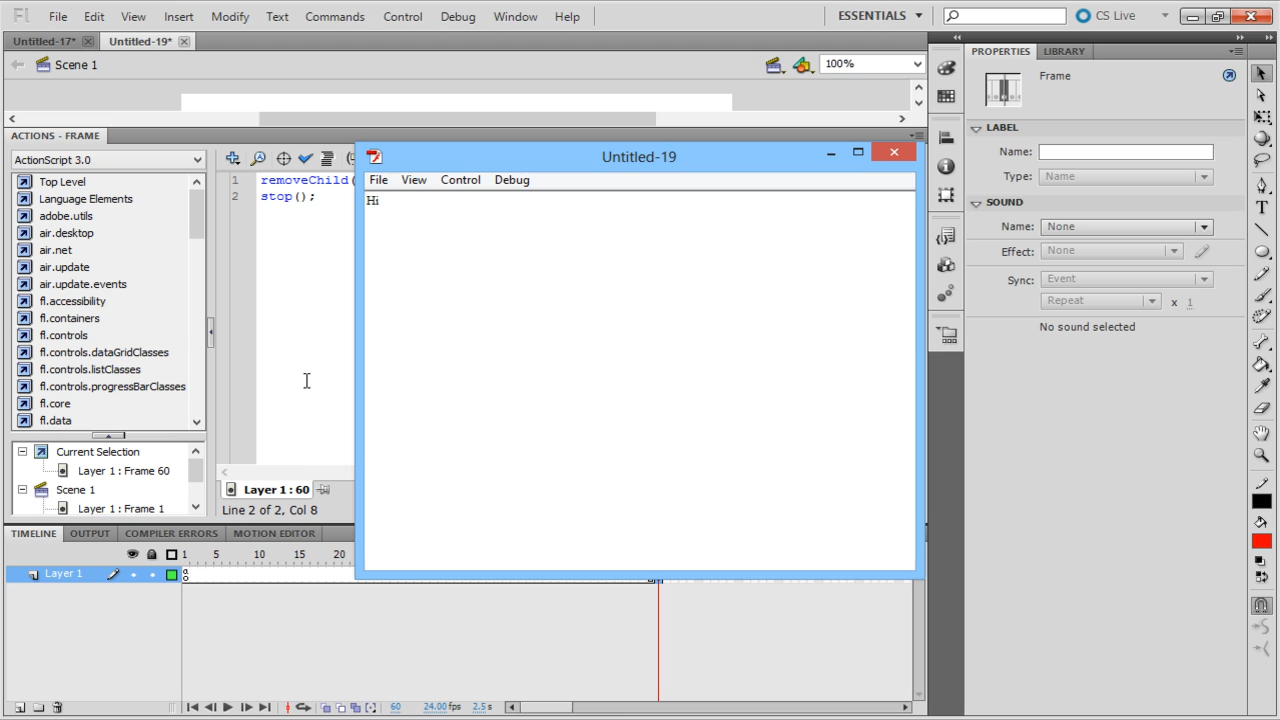 Fl File Edit View Insert Modify Text Commands Control Debug Window Help ESSENTIALS CS Live
Untitled-17* Untitled-19*
Scene 1 100%
ACTIONS - FRAME
ActionScript 3.0
Top Level
Language Elements
adobe.utils
air.desktop
air.net
air.update
air.update.events
fl.accessibility
fl.containers
fl.controls
fl.controls.dataGridClasses
fl.controls.listClasses
fl.controls.progressBarClasses
fl.core
fl.data
Current Selection
Layer 1 : Frame 60
Scene 1
Layer 1 : Frame 1
1 removeChild(
2 stop();
Layer 1 : 60
Line 2 of 2, Col 8
Untitled-19
File View Control Debug
Hi
TIMELINE OUTPUT COMPILER ERRORS MOTION EDITOR
1 5 10 15 20
Layer 1
60 24.00 fps 2.5 s
PROPERTIES LIBRARY
Frame
LABEL
Name:
Type: Name
SOUND
Name: None
Effect: None
Sync: Event
Repeat x 1
No sound selected